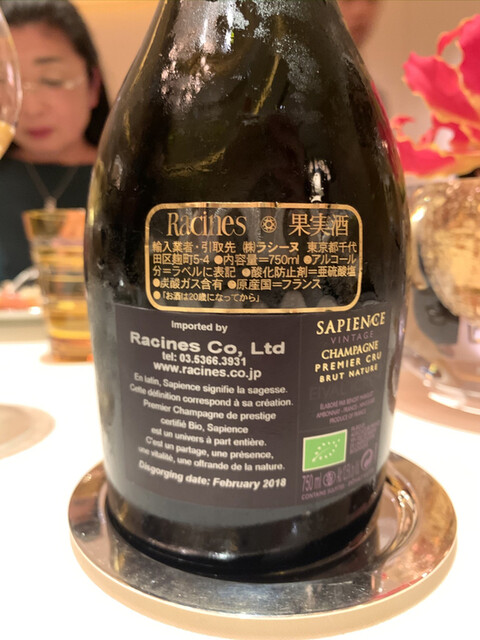 Racines 果実酒
輸入業者・引取先 ㈱ラシーヌ 東京都千代
田区麹町5-4 ●内容量=750ml ●アルコール
分=ラベルに表記 ●酸化防止剤=亜硫酸塩
●炭酸ガス含有 ●原産国=フランス
「お酒は20歳になってから」
Imported by
Racines Co, Ltd
tel: 03.5366.3931
www.racines.co.jp
En latin, Sapience signifie la sagesse.
Cette définition correspond à sa création.
Premier Champagne de prestige
certifié Bio, Sapience
est un univers à part entière.
C'est un partage, une présence,
une vitalité, une offrande de la nature.
Disgorging date: February 2018
SAPIENCE
VINTAGE
CHAMPAGNE
PREMIER CRU
BRUT NATURE
750 ml